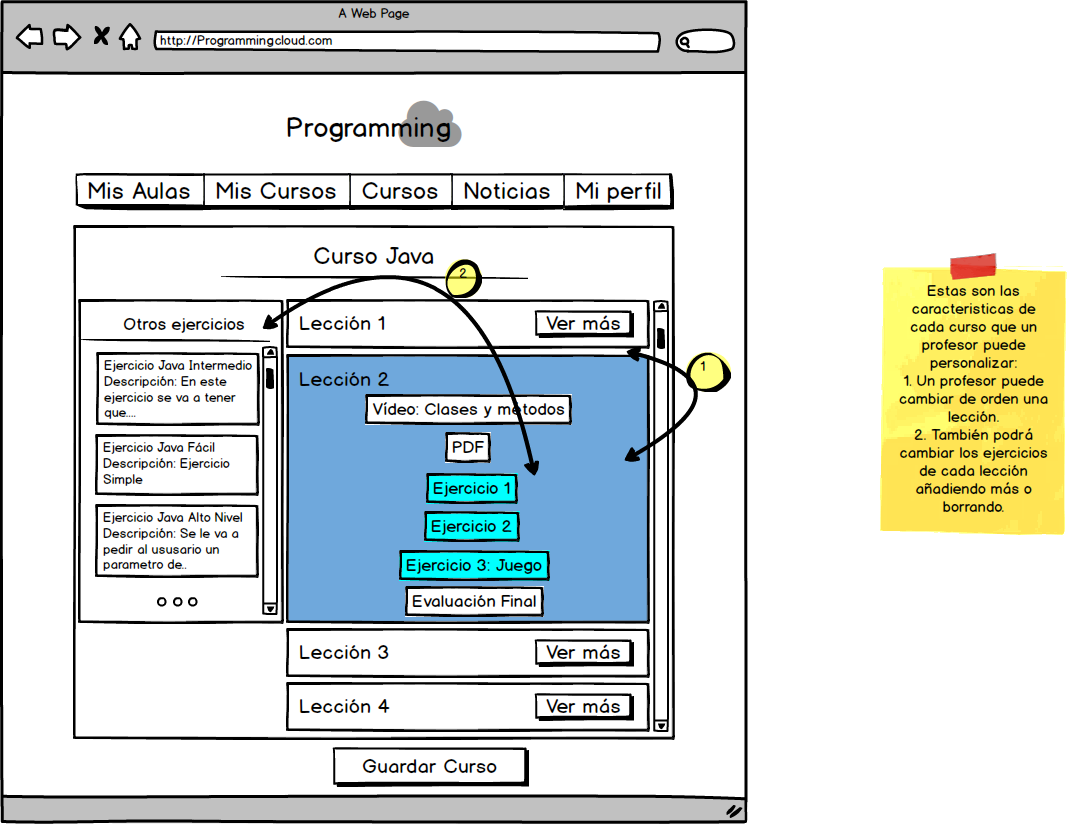 A Web Page
http://Programmingcloud.com
Programming
Mis Aulas
Mis Cursos
Cursos
Noticias
Mi perfil
Curso Java
2
Otros ejercicios
Ejercicio Java Intermedio
Descripción: En este
ejercicio se va a tener
que....
Ejercicio Java Fácil
Descripción: Ejercicio
Simple
Ejercicio Java Alto Nivel
Descripción: Se le va a
pedir al ususario un
parametro de..
Lección 1
Ver más
1
Lección 2
Vídeo: Clases y metodos
PDF
Ejercicio 1
Ejercicio 2
Ejercicio 3: Juego
Evaluación Final
Lección 3
Ver más
Lección 4
Ver más
Guardar Curso
Estas son las
caracteristicas de
cada curso que un
profesor puede
personalizar:
1. Un profesor puede
cambiar de orden una
lección.
2. También podrá
cambiar los ejercicios
de cada lección
añadiendo más o
borrando.